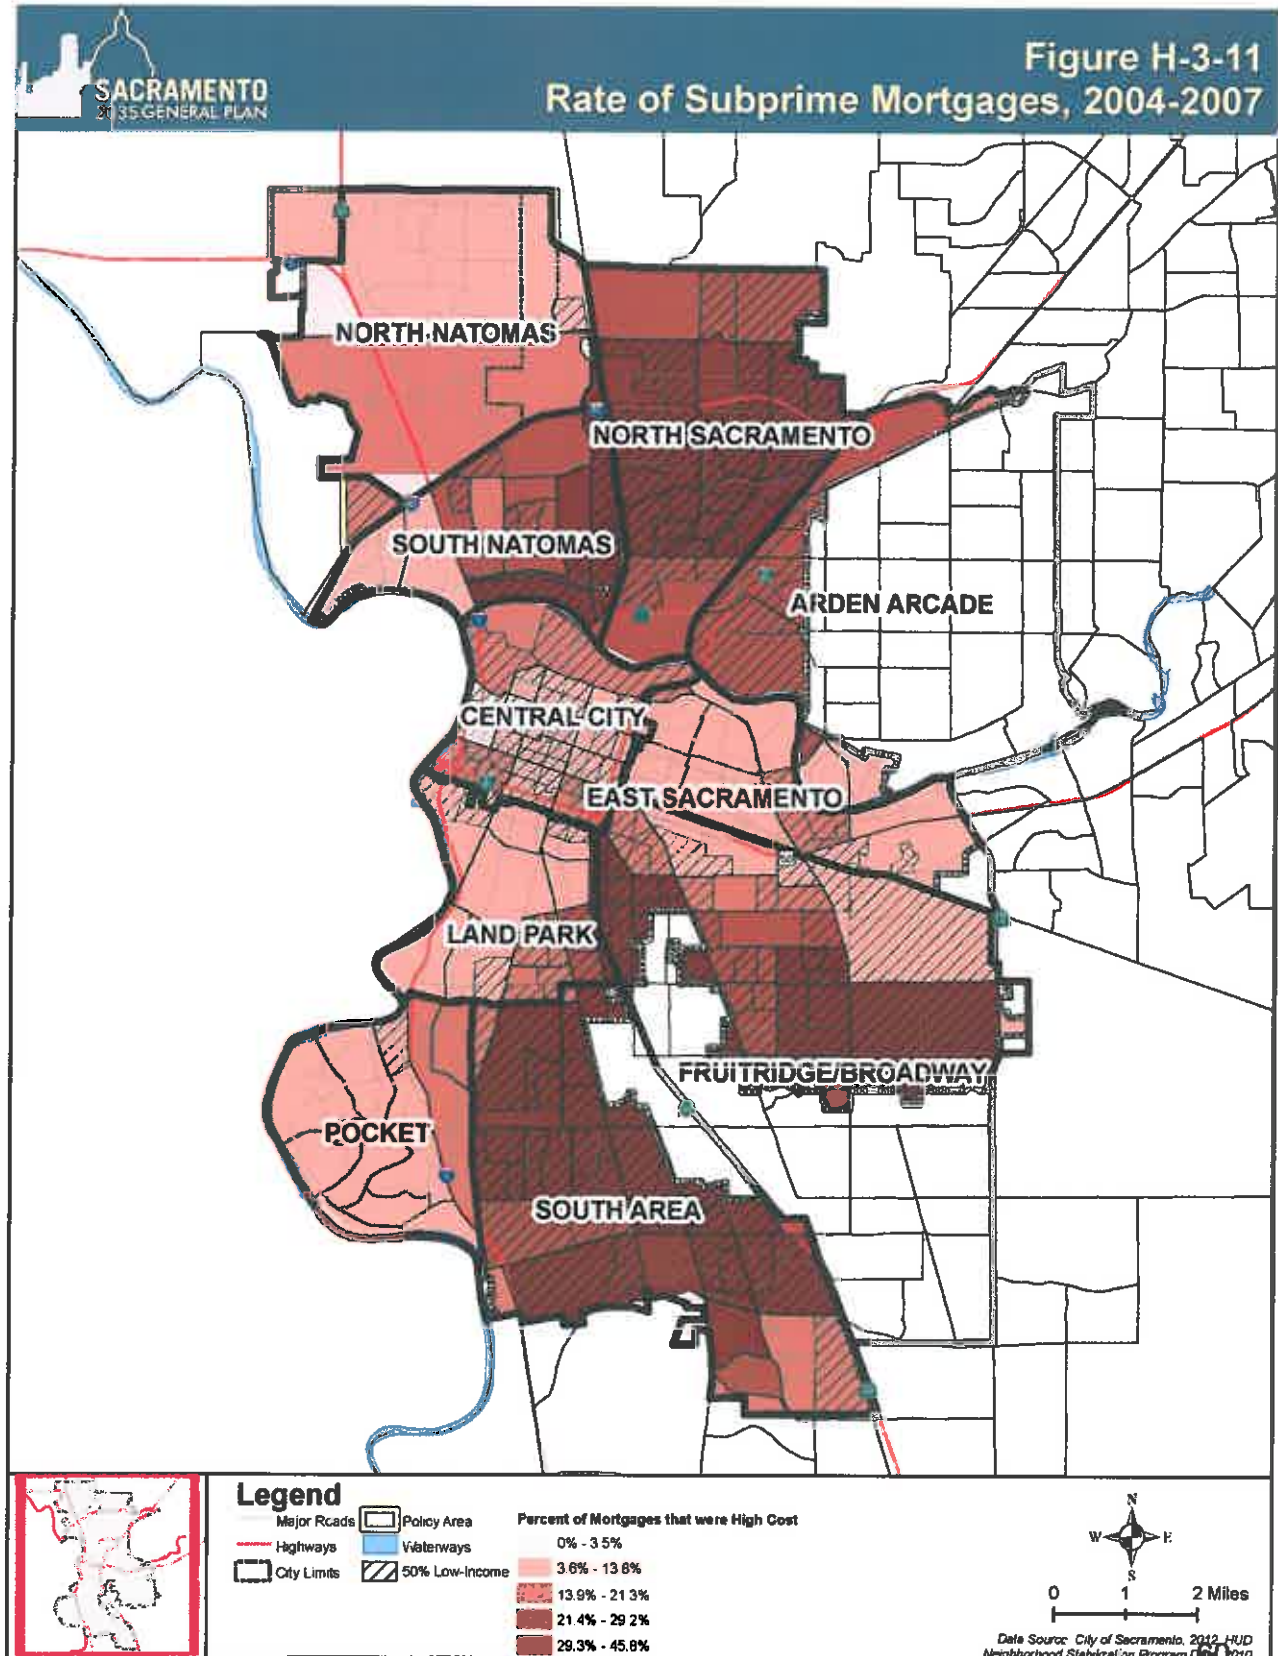 Figure H-3-11
Rate of Subprime Mortgages, 2004-2007
SACRAMENTO
2035 GENERAL PLAN
NORTH NATOMAS
NORTH SACRAMENTO
SOUTH NATOMAS
ARDEN ARCADE
CENTRAL CITY
EAST SACRAMENTO
LAND PARK
FRUITRIDGE/BROADWAY
POCKET
SOUTH AREA
Legend
Major Roads
Policy Area
Highways
Waterways
City Limits
50% Low-Income
Percent of Mortgages that were High Cost
0% - 3.5%
3.6% - 13.8%
13.9% - 21.3%
21.4% - 29.2%
29.3% - 45.8%
N
W E
S
0 1 2 Miles
Data Source: City of Sacramento, 2012, HUD
Neighborhood Stabilization Program 2010